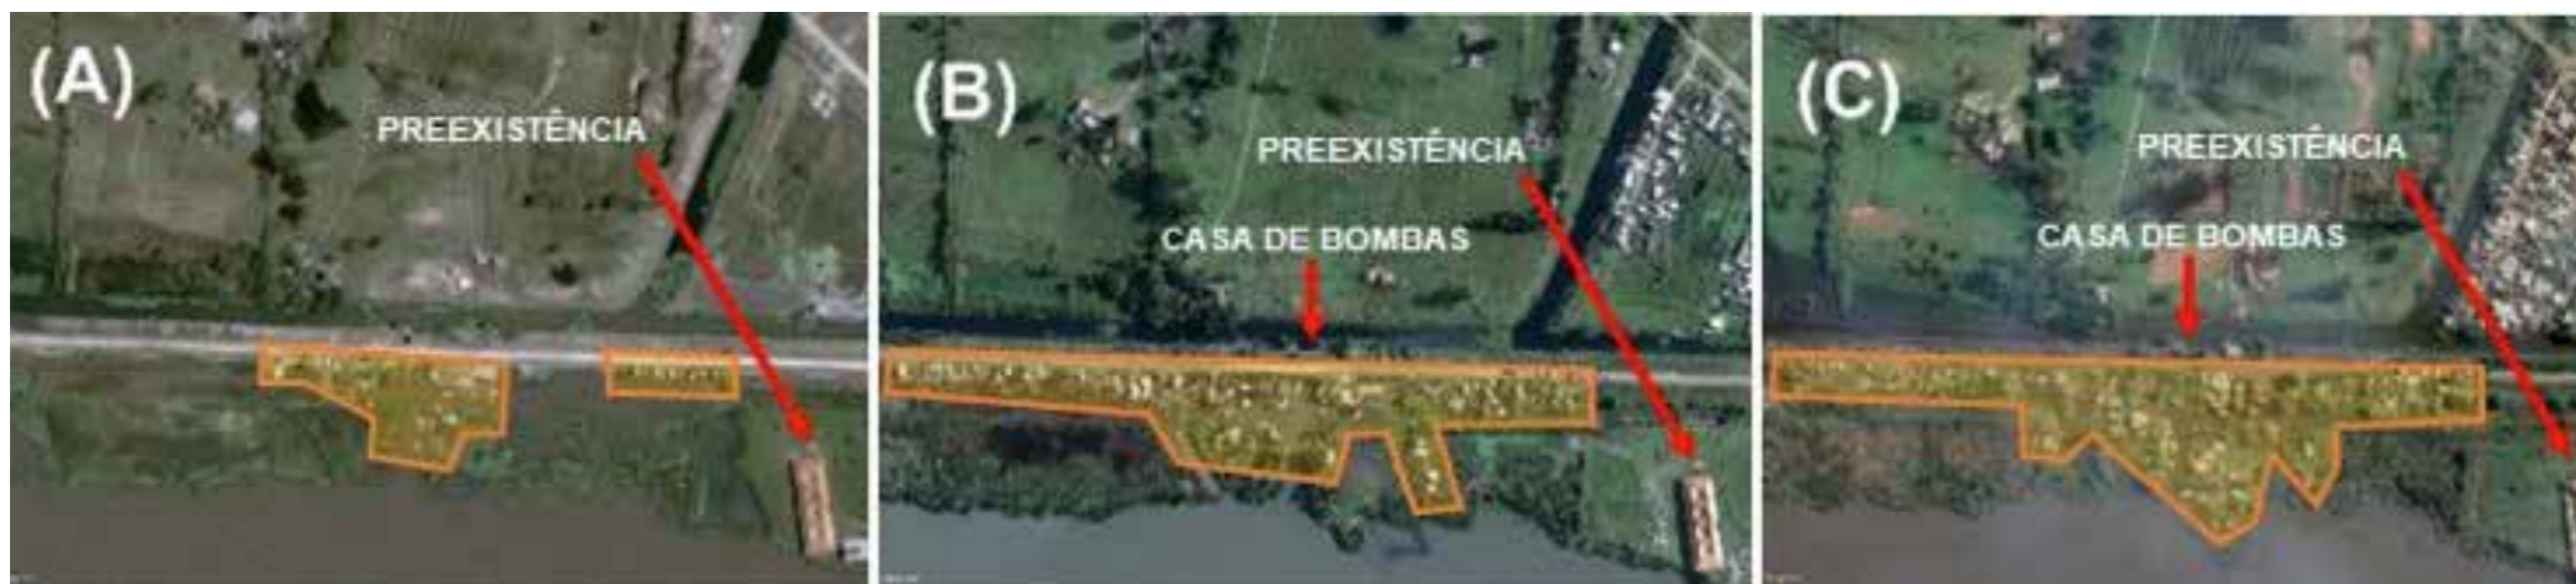 (A)
PREEXISTÊNCIA
(B)
PREEXISTÊNCIA
CASA DE BOMBAS
(C)
PREEXISTÊNCIA
CASA DE BOMBAS